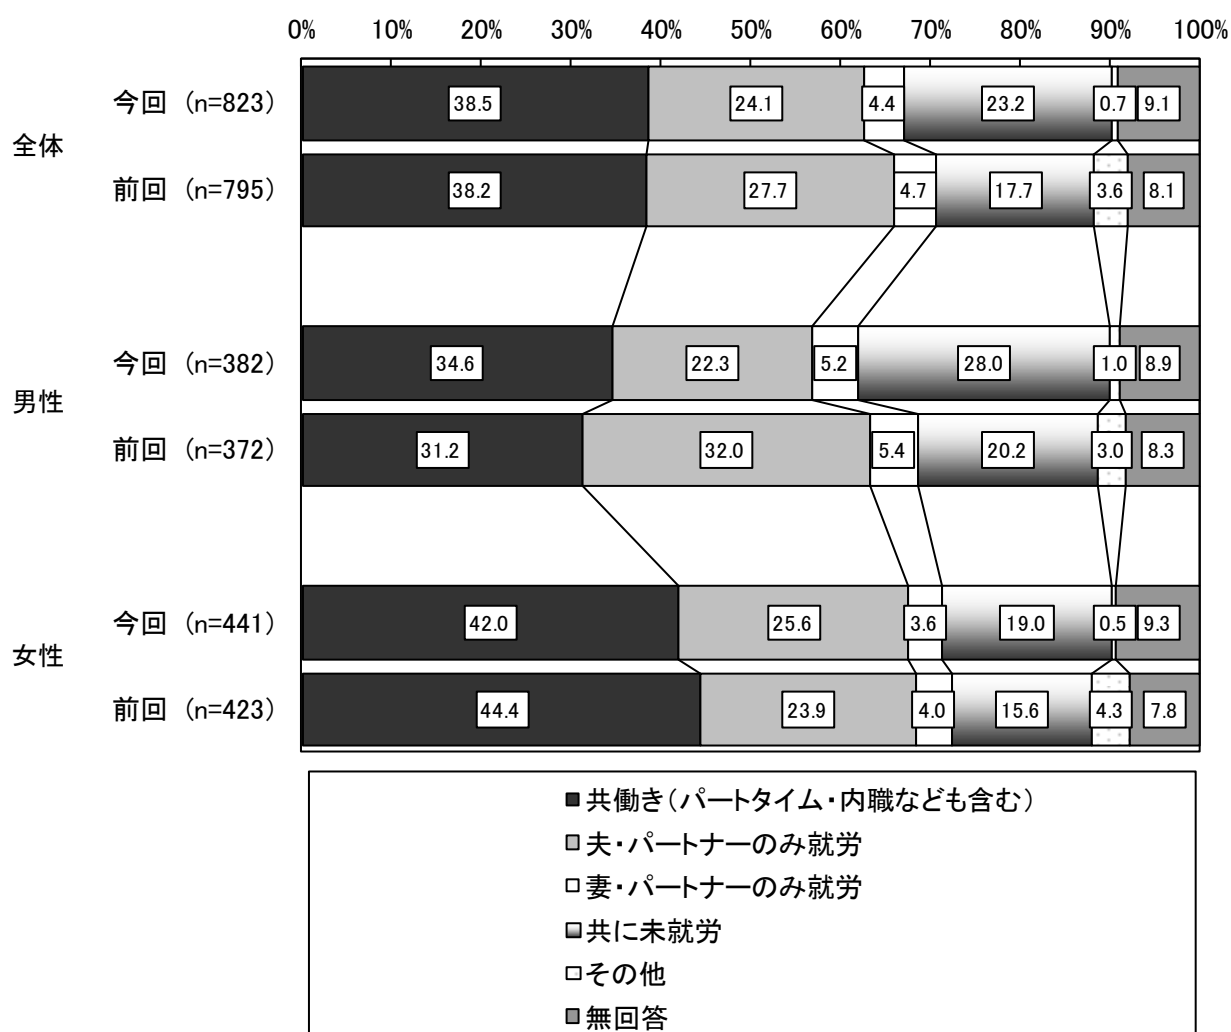 0% 10% 20% 30% 40% 50% 60% 70% 80% 90% 100%
全体
今回 (n=823) 38.5 24.1 4.4 23.2 0.7 9.1
前回 (n=795) 38.2 27.7 4.7 17.7 3.6 8.1
男性
今回 (n=382) 34.6 22.3 5.2 28.0 1.0 8.9
前回 (n=372) 31.2 32.0 5.4 20.2 3.0 8.3
女性
今回 (n=441) 42.0 25.6 3.6 19.0 0.5 9.3
前回 (n=423) 44.4 23.9 4.0 15.6 4.3 7.8
共働き(パートタイム・内職なども含む)
夫・パートナーのみ就労
妻・パートナーのみ就労
共に未就労
その他
無回答